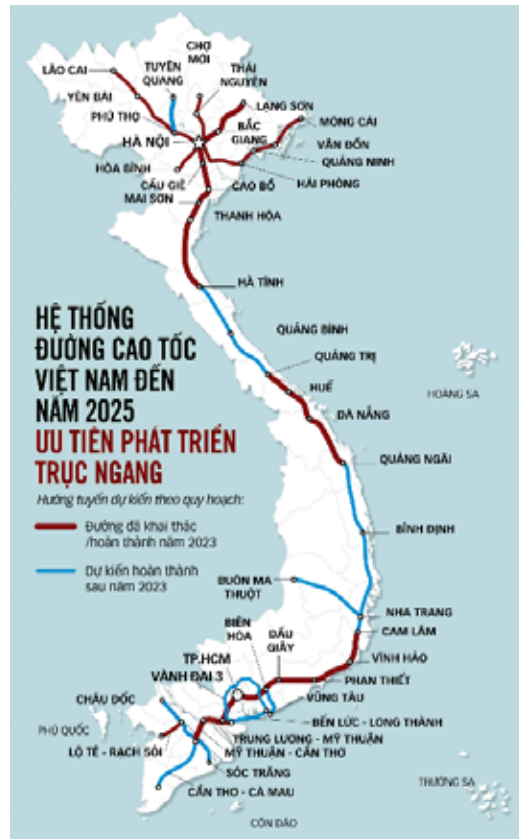 CHỢ
MỚI
LÀO CAI
TUYÊN
QUANG
THÁI
NGUYÊN
YÊN BÁI
LẠNG SƠN
PHÚ THỌ
MÓNG CÁI
BẮC
GIANG
HÀ NỘI
VÂN ĐỒN
QUẢNG NINH
HÒA BÌNH
HẢI PHÒNG
CẦU GIẼ
CAO BỒ
MAI SƠN
THANH HÓA
HÀ TĨNH
HỆ THỐNG
ĐƯỜNG CAO TỐC
VIỆT NAM ĐẾN
NĂM 2025
ƯU TIÊN PHÁT TRIỂN
TRỤC NGANG
Hướng tuyến dự kiến theo quy hoạch:
Đường đã khai thác
/hoàn thành năm 2023
Dự kiến hoàn thành
sau năm 2023
QUẢNG BÌNH
QUẢNG TRỊ
HUẾ
HOÀNG SA
ĐÀ NẴNG
QUẢNG NGÃI
BÌNH ĐỊNH
BUÔN MA
THUỘT
NHA TRANG
BIÊN
HÒA
DẦU
GIÂY
CAM LÂM
TP.HCM
VÀNH ĐAI 3
VĨNH HẢO
PHAN THIẾT
CHÂU ĐỐC
VŨNG TÀU
BẾN LỨC - LONG THÀNH
PHÚ QUỐC
TRUNG LƯƠNG - MỸ THUẬN
LỘ TẺ - RẠCH SỎI
MỸ THUẬN - CẦN THƠ
SÓC TRĂNG
TRƯỜNG SA
CẦN THƠ - CÀ MAU
CÔN ĐẢO